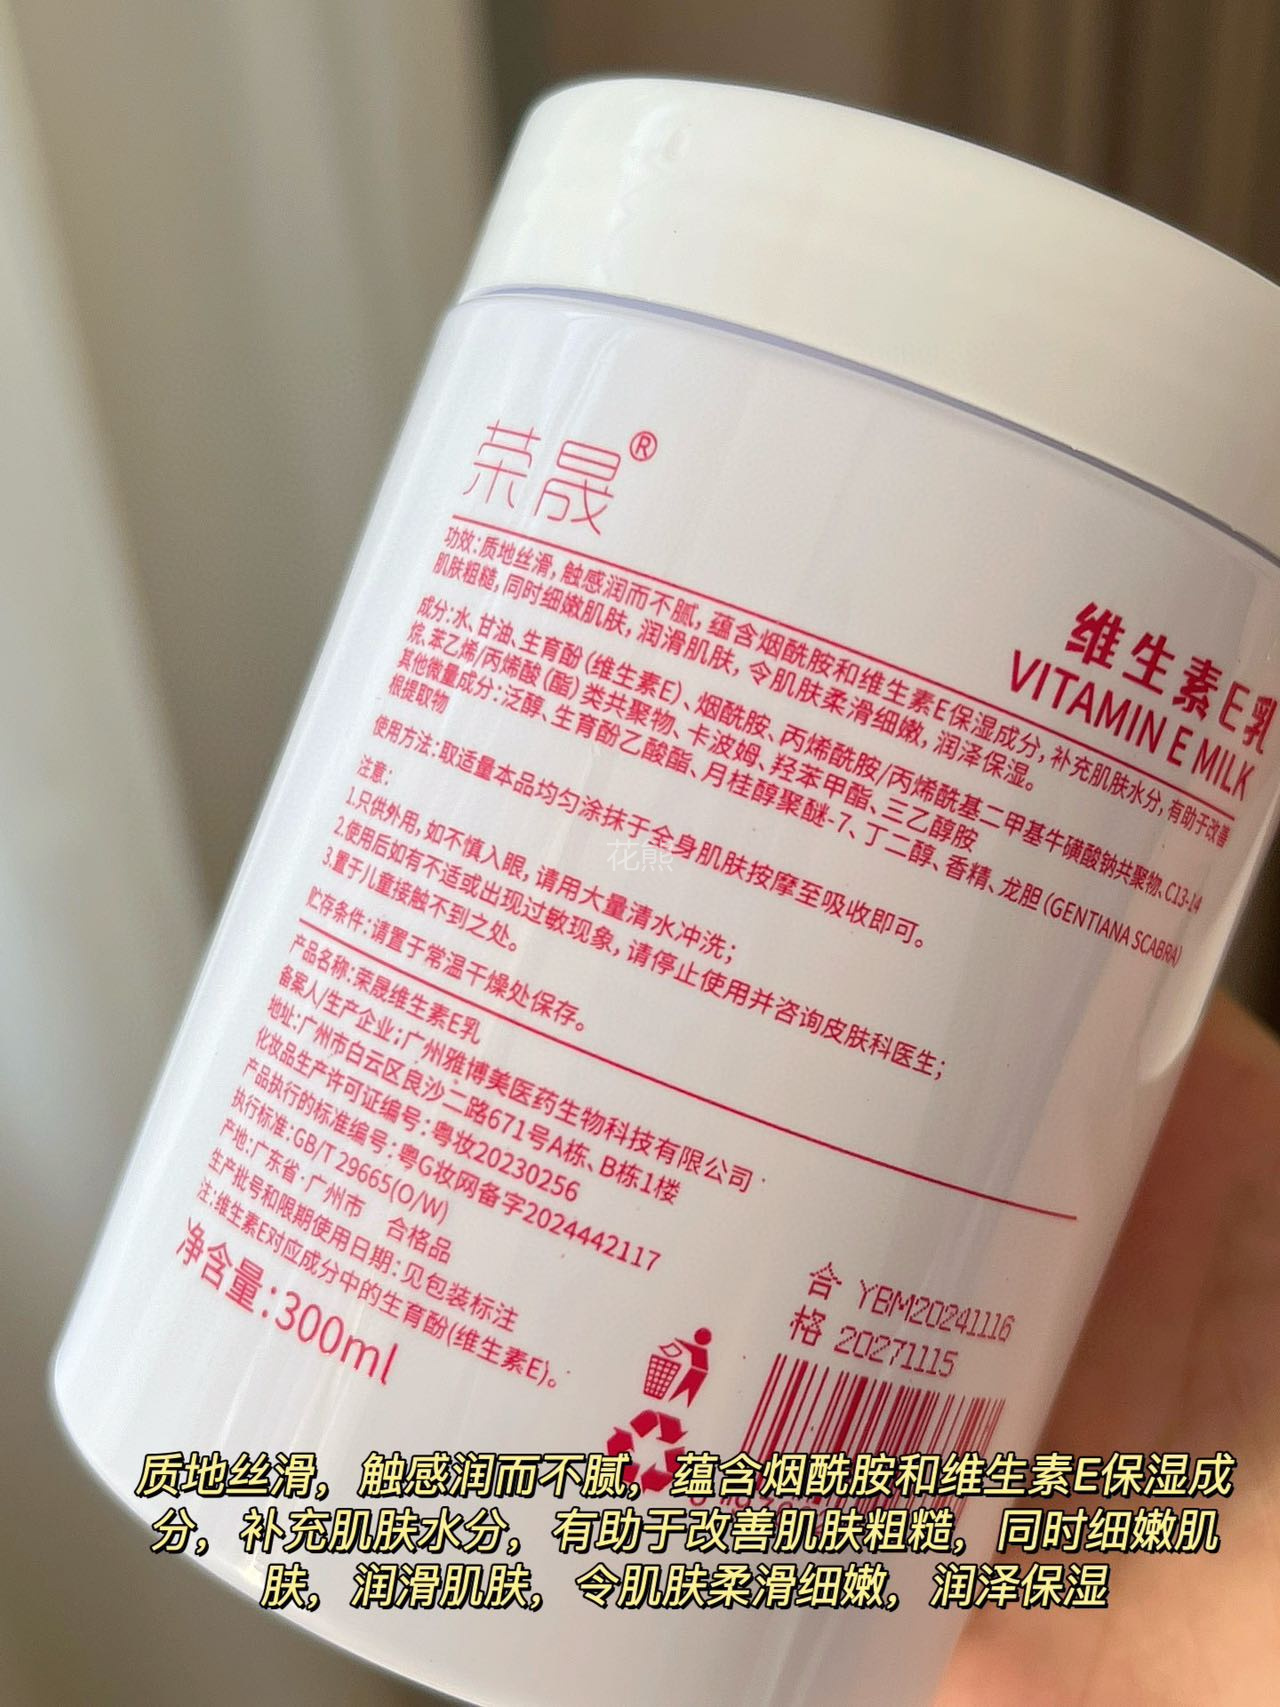 荣晟®
维生素E乳
VITAMIN E MILK
功效：质地丝滑，触感润而不腻，蕴含烟酰胺和维生素E保湿成分，补充肌肤水分，有助于改善
肌肤粗糙，同时细嫩肌肤，润滑肌肤，令肌肤柔滑细嫩，润泽保湿。
成分：水、甘油、生育酚（维生素E）、烟酰胺、丙烯酰胺/丙烯酰基二甲基牛磺酸钠共聚物、C13-14
烷、苯乙烯/丙烯酸（酯）类共聚物、卡波姆、羟苯甲酯、三乙醇胺
其他微量成分：泛醇、生育酚乙酸酯、月桂醇聚醚-7、丁二醇、香精、龙胆（GENTIANA SCABRA）
根提取物
使用方法：取适量本品均匀涂抹于全身肌肤按摩至吸收即可。
注意：
1.只供外用，如不慎入眼，请用大量清水冲洗；
2.使用后如有不适或出现过敏现象，请停止使用并咨询皮肤科医生；
3.置于儿童接触不到之处。
贮存条件：请置于常温干燥处保存。
产品名称：荣晟维生素E乳
备案人/生产企业：广州雅博美医药生物科技有限公司
地址：广州市白云区良沙二路671号A栋、B栋1楼
化妆品生产许可证编号：粤妆20230256
产品执行的标准编号：粤G妆网备字2024442117
执行标准：GB/T 29665(O/W)
产地：广东省·广州市 合格品
生产批号和限期使用日期：见包装标注
注：维生素E对应成分中的生育酚(维生素E)。
净含量：300ml
合格
YBM20241116
20271115
花熊
质地丝滑，触感润而不腻，蕴含烟酰胺和维生素E保湿成
分，补充肌肤水分，有助于改善肌肤粗糙，同时细嫩肌
肤，润滑肌肤，令肌肤柔滑细嫩，润泽保湿